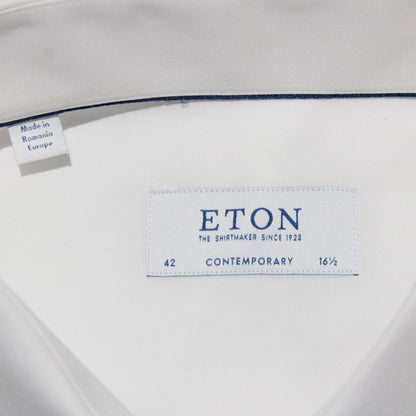 Made in
Romania
Europe
ETON
THE SHIRTMAKER SINCE 1928
42 CONTEMPORARY 16½